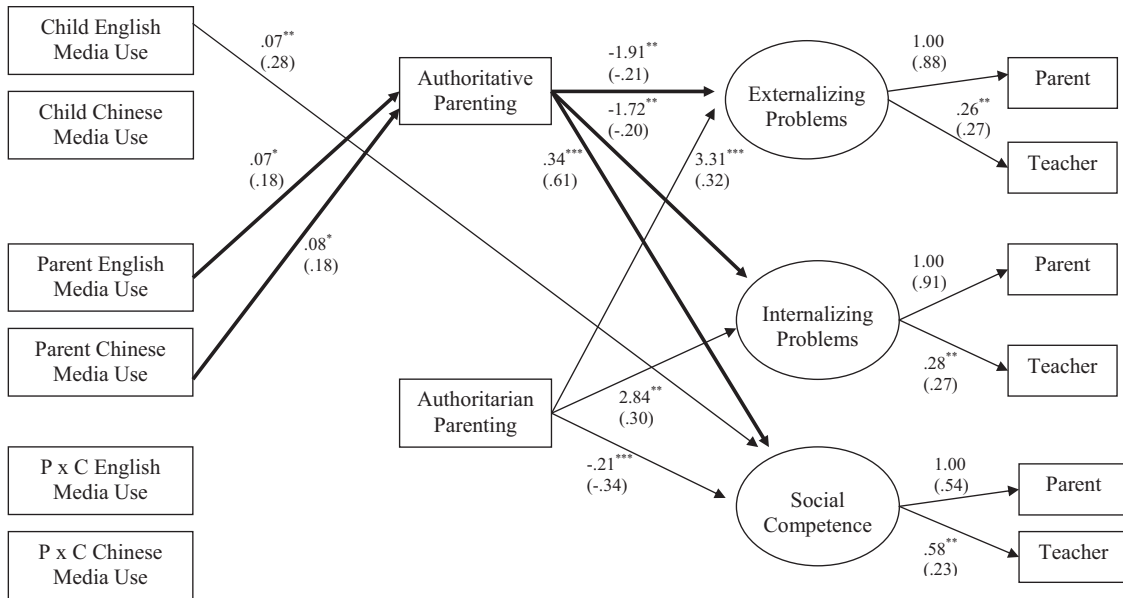 Child English
Media Use
Child Chinese
Media Use
Parent English
Media Use
Parent Chinese
Media Use
P x C English
Media Use
P x C Chinese
Media Use
.07**
(.28)
.07*
(.18)
.08*
(.18)
Authoritative
Parenting
Authoritarian
Parenting
-1.91**
(-.21)
-1.72**
(-.20)
.34***
(.61)
3.31***
(.32)
2.84**
(.30)
-.21***
(-.34)
Externalizing
Problems
Internalizing
Problems
Social
Competence
1.00
(.88)
.26**
(.27)
Parent
Teacher
1.00
(.91)
.28**
(.27)
Parent
Teacher
1.00
(.54)
.58**
(.23)
Parent
Teacher